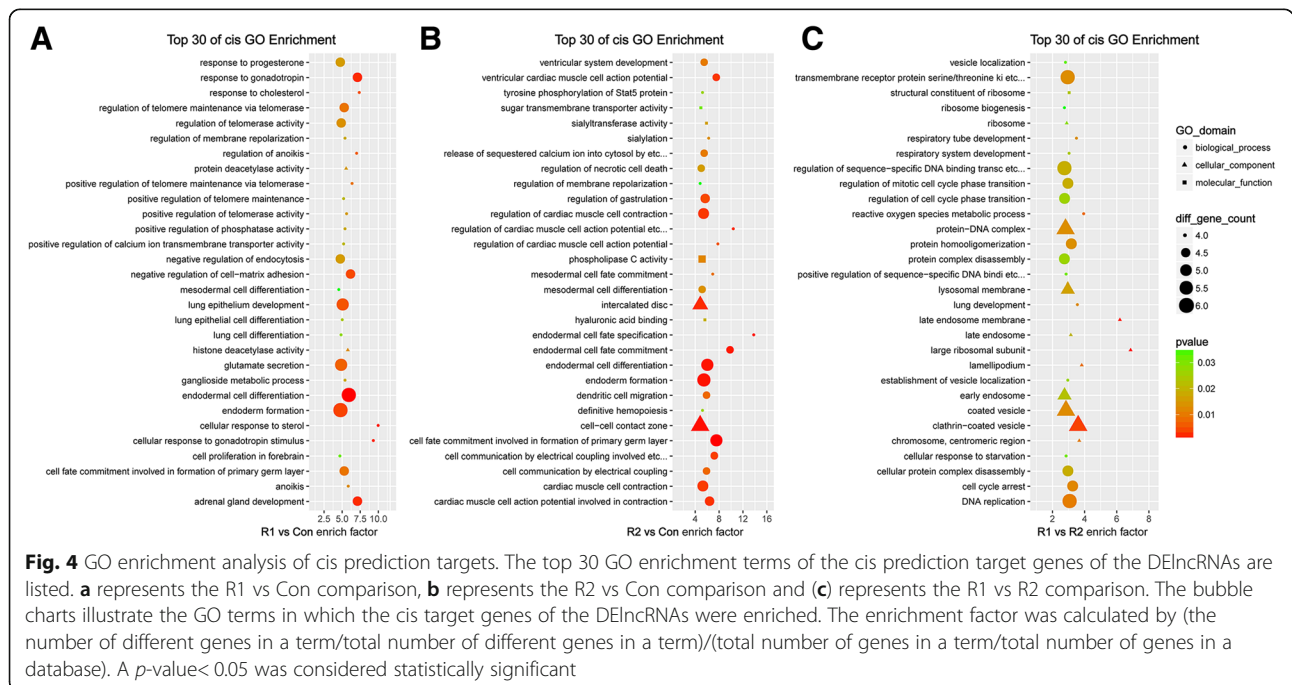 A
Top 30 of cis GO Enrichment
response to progesterone
response to gonadotropin
response to cholesterol
regulation of telomere maintenance via telomerase
regulation of telomerase activity
regulation of membrane repolarization
regulation of anoikis
protein deacetylase activity
positive regulation of telomere maintenance via telomerase
positive regulation of telomere maintenance
positive regulation of telomerase activity
positive regulation of phosphatase activity
positive regulation of calcium ion transmembrane transporter activity
negative regulation of endocytosis
negative regulation of cell-matrix adhesion
mesodermal cell differentiation
lung epithelium development
lung epithelial cell differentiation
lung cell differentiation
histone deacetylase activity
glutamate secretion
ganglioside metabolic process
endodermal cell differentiation
endoderm formation
cellular response to sterol
cellular response to gonadotropin stimulus
cell proliferation in forebrain
cell fate commitment involved in formation of primary germ layer
anoikis
adrenal gland development
2.5 5.0 7.5 10.0
R1 vs Con enrich factor
B
Top 30 of cis GO Enrichment
ventricular system development
ventricular cardiac muscle cell action potential
tyrosine phosphorylation of Stat5 protein
sugar transmembrane transporter activity
sialyltransferase activity
sialylation
release of sequestered calcium ion into cytosol by etc...
regulation of necrotic cell death
regulation of membrane repolarization
regulation of gastrulation
regulation of cardiac muscle cell contraction
regulation of cardiac muscle cell action potential etc...
regulation of cardiac muscle cell action potential
phospholipase C activity
mesodermal cell fate commitment
mesodermal cell differentiation
intercalated disc
hyaluronic acid binding
endodermal cell fate specification
endodermal cell fate commitment
endodermal cell differentiation
endoderm formation
dendritic cell migration
definitive hemopoiesis
cell-cell contact zone
cell fate commitment involved in formation of primary germ layer
cell communication by electrical coupling involved etc...
cell communication by electrical coupling
cardiac muscle cell contraction
cardiac muscle cell action potential involved in contraction
4 8 12 16
R2 vs Con enrich factor
C
Top 30 of cis GO Enrichment
vesicle localization
transmembrane receptor protein serine/threonine ki etc...
structural constituent of ribosome
ribosome biogenesis
ribosome
respiratory tube development
respiratory system development
regulation of sequence-specific DNA binding transc etc...
regulation of mitotic cell cycle phase transition
regulation of cell cycle phase transition
reactive oxygen species metabolic process
protein-DNA complex
protein homooligomerization
protein complex disassembly
positive regulation of sequence-specific DNA bindi etc...
lysosomal membrane
lung development
late endosome membrane
late endosome
large ribosomal subunit
lamellipodium
establishment of vesicle localization
early endosome
coated vesicle
clathrin-coated vesicle
chromosome, centromeric region
cellular response to starvation
cellular protein complex disassembly
cell cycle arrest
DNA replication
2 4 6 8
R1 vs R2 enrich factor
GO_domain
biological_process
cellular_component
molecular_function
diff_gene_count
4.0
4.5
5.0
5.5
6.0
pvalue
0.03
0.02
0.01
Fig. 4 GO enrichment analysis of cis prediction targets. The top 30 GO enrichment terms of the cis prediction target genes of the DElncRNAs are
listed. a represents the R1 vs Con comparison, b represents the R2 vs Con comparison and (c) represents the R1 vs R2 comparison. The bubble
charts illustrate the GO terms in which the cis target genes of the DElncRNAs were enriched. The enrichment factor was calculated by (the
number of different genes in a term/total number of different genes in a term)/(total number of genes in a term/total number of genes in a
database). A p-value< 0.05 was considered statistically significant